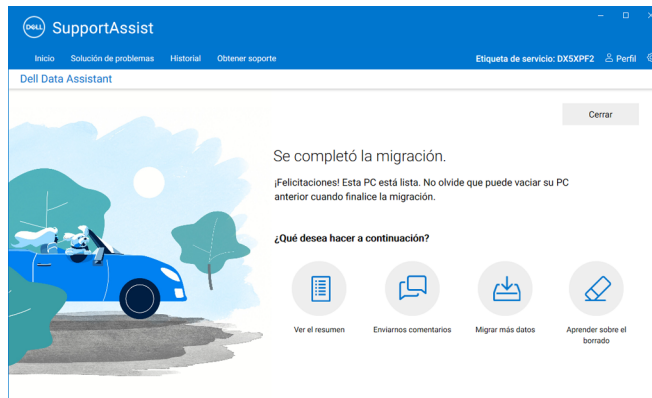 DELL SupportAssist
Inicio Solución de problemas Historial Obtener soporte Etiqueta de servicio: DX5XPF2 Perfil
Dell Data Assistant
Cerrar
Se completó la migración.
¡Felicitaciones! Esta PC está lista. No olvide que puede vaciar su PC
anterior cuando finalice la migración.
¿Qué desea hacer a continuación?
Ver el resumen Enviarnos comentarios Migrar más datos Aprender sobre el
borrado